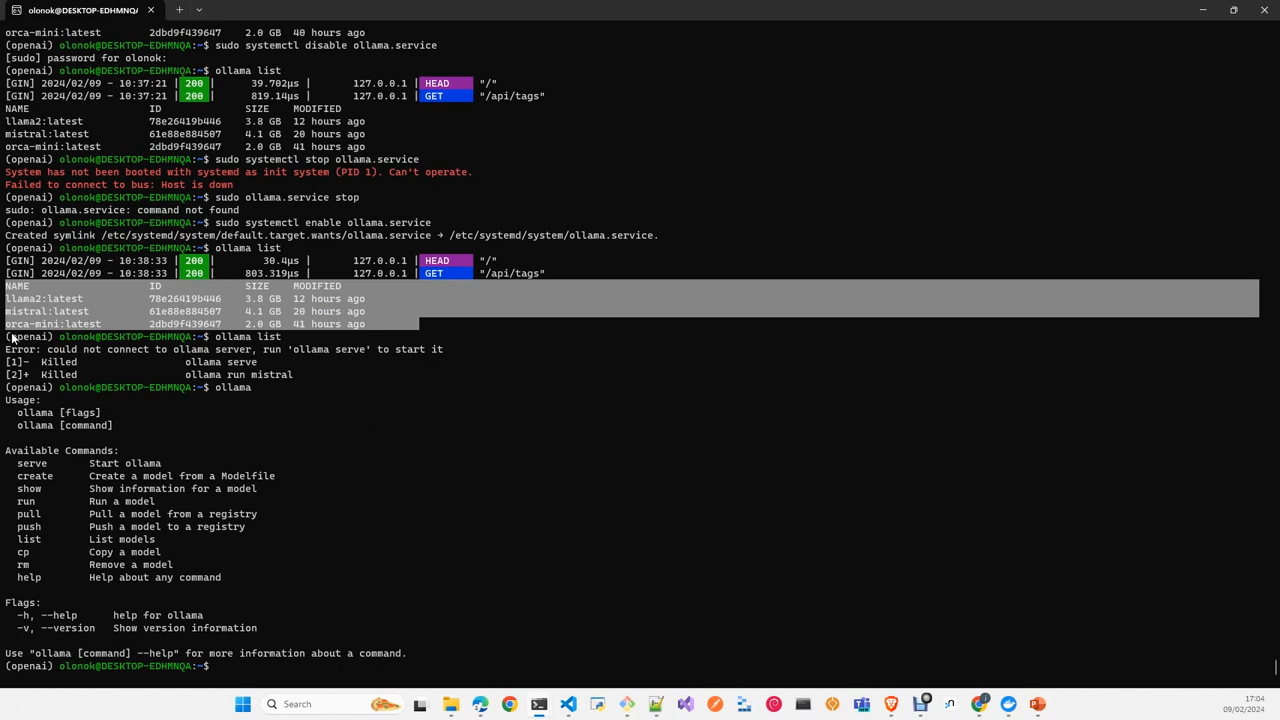 olonok@DESKTOP-EDHMNQA:
orca-mini:latest 2dbd9f439647 2.0 GB 40 hours ago
(openai) olonok@DESKTOP-EDHMNQA:~$ sudo systemctl disable ollama.service
[sudo] password for olonok:
(openai) olonok@DESKTOP-EDHMNQA:~$ ollama list
[GIN] 2024/02/09 - 10:37:21 | 200 | 39.702µs | 127.0.0.1 | HEAD "/"
[GIN] 2024/02/09 - 10:37:21 | 200 | 819.14µs | 127.0.0.1 | GET "/api/tags"
NAME ID SIZE MODIFIED
llama2:latest 78e26419b446 3.8 GB 12 hours ago
mistral:latest 61e88e884507 4.1 GB 20 hours ago
orca-mini:latest 2dbd9f439647 2.0 GB 41 hours ago
(openai) olonok@DESKTOP-EDHMNQA:~$ sudo systemctl stop ollama.service
System has not been booted with systemd as init system (PID 1). Can't operate.
Failed to connect to bus: Host is down
(openai) olonok@DESKTOP-EDHMNQA:~$ sudo ollama.service stop
sudo: ollama.service: command not found
(openai) olonok@DESKTOP-EDHMNQA:~$ sudo systemctl enable ollama.service
Created symlink /etc/systemd/system/default.target.wants/ollama.service → /etc/systemd/system/ollama.service.
(openai) olonok@DESKTOP-EDHMNQA:~$ ollama list
[GIN] 2024/02/09 - 10:38:33 | 200 | 30.4µs | 127.0.0.1 | HEAD "/"
[GIN] 2024/02/09 - 10:38:33 | 200 | 803.319µs | 127.0.0.1 | GET "/api/tags"
NAME ID SIZE MODIFIED
llama2:latest 78e26419b446 3.8 GB 12 hours ago
mistral:latest 61e88e884507 4.1 GB 20 hours ago
orca-mini:latest 2dbd9f439647 2.0 GB 41 hours ago
(openai) olonok@DESKTOP-EDHMNQA:~$ ollama list
Error: could not connect to ollama server, run 'ollama serve' to start it
[1]- Killed ollama serve
[2]+ Killed ollama run mistral
(openai) olonok@DESKTOP-EDHMNQA:~$ ollama
Usage:
ollama [flags]
ollama [command]
Available Commands:
serve Start ollama
create Create a model from a Modelfile
show Show information for a model
run Run a model
pull Pull a model from a registry
push Push a model to a registry
list List models
cp Copy a model
rm Remove a model
help Help about any command
Flags:
-h, --help help for ollama
-v, --version Show version information
Use "ollama [command] --help" for more information about a command.
(openai) olonok@DESKTOP-EDHMNQA:~$
Search
17:04
09/02/2024